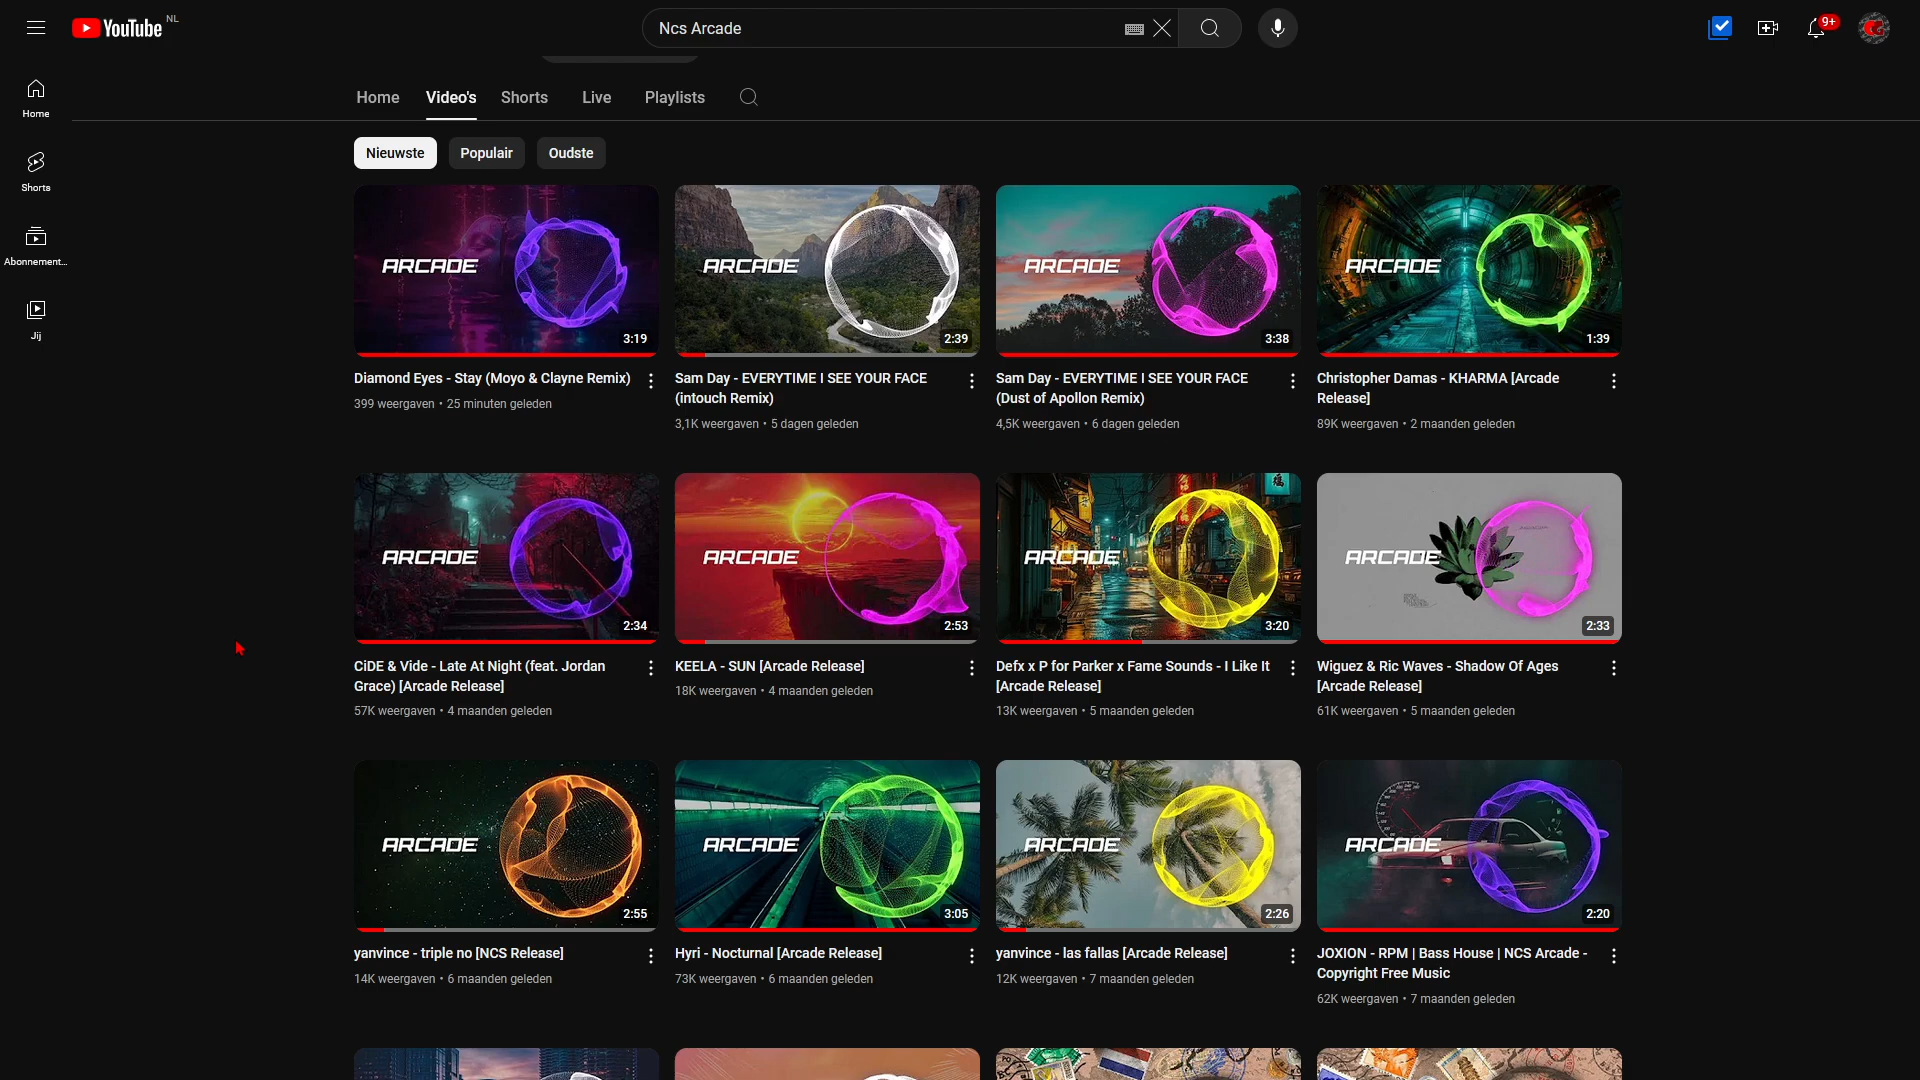 YouTube NL
Ncs Arcade
9+
Home
Shorts
Abonnement...
Jij
Home Video's Shorts Live Playlists
Nieuwste Populair Oudste
ARCADE
3:19
ARCADE
2:39
ARCADE
3:38
ARCADE
1:39
Diamond Eyes - Stay (Moyo & Clayne Remix)
399 weergaven • 25 minuten geleden
Sam Day - EVERYTIME I SEE YOUR FACE
(intouch Remix)
3,1K weergaven • 5 dagen geleden
Sam Day - EVERYTIME I SEE YOUR FACE
(Dust of Apollon Remix)
4,5K weergaven • 6 dagen geleden
Christopher Damas - KHARMA [Arcade
Release]
89K weergaven • 2 maanden geleden
ARCADE
2:34
ARCADE
2:53
ARCADE
福
3:20
ARCADE
2:33
CiDE & Vide - Late At Night (feat. Jordan
Grace) [Arcade Release]
57K weergaven • 4 maanden geleden
KEELA - SUN [Arcade Release]
18K weergaven • 4 maanden geleden
Defx x P for Parker x Fame Sounds - I Like It
[Arcade Release]
13K weergaven • 5 maanden geleden
Wiguez & Ric Waves - Shadow Of Ages
[Arcade Release]
61K weergaven • 5 maanden geleden
ARCADE
2:55
ARCADE
3:05
ARCADE
2:26
ARCADE
2:20
yanvince - triple no [NCS Release]
14K weergaven • 6 maanden geleden
Hyri - Nocturnal [Arcade Release]
73K weergaven • 6 maanden geleden
yanvince - las fallas [Arcade Release]
12K weergaven • 7 maanden geleden
JOXION - RPM | Bass House | NCS Arcade -
Copyright Free Music
62K weergaven • 7 maanden geleden